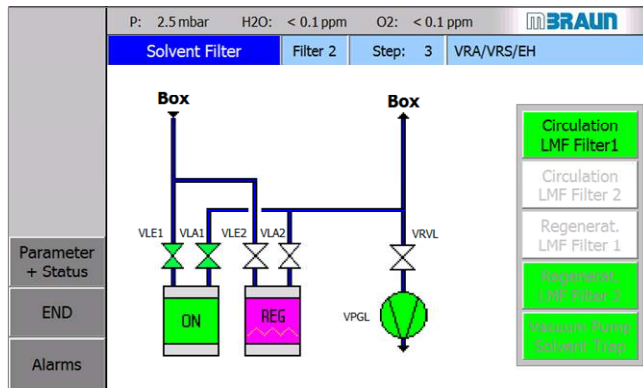 P: 2.5 mbar H2O: < 0.1 ppm O2: < 0.1 ppm MBRAUN
Solvent Filter Filter 2 Step: 3 VRA/VRS/EH
Box
Box
Circulation
LMF Filter1
Circulation
LMF Filter 2
Regenerat.
LMF Filter 1
Regenerat.
LMF Filter 2
Vacuum Pump
Solvent Trap
VLE1 VLA1 VLE2 VLA2 VRVL
ON REG VPGL
Parameter
+ Status
END
Alarms